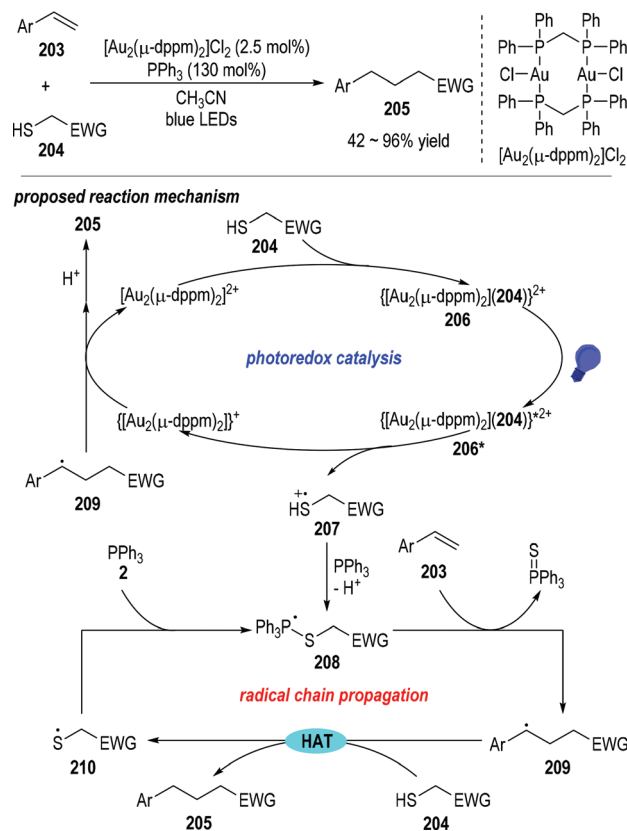 Ar
203
+
HS EWG
204
[Au2(μ-dppm)2]Cl2 (2.5 mol%)
PPh3 (130 mol%)
CH3CN
blue LEDs
Ar EWG
205
42 ~ 96% yield
Ph Ph
Ph P P Ph
Ph Ph
Cl Au Au Cl
Ph Ph
Ph P P Ph
Ph Ph
[Au2(μ-dppm)2]Cl2
proposed reaction mechanism
205
H+
HS EWG
204
[Au2(μ-dppm)2]2+
{[Au2(μ-dppm)2](204)}2+
206
photoredox catalysis
{[Au2(μ-dppm)2]}+
{[Au2(μ-dppm)2](204)}*2+
206*
Ar EWG
209
+•
HS EWG
207
PPh3
2
PPh3
- H+
Ar
203
S
PPh3
Ph3P S EWG
208
radical chain propagation
S EWG
210
HAT
Ar EWG
209
Ar EWG
205
HS EWG
204